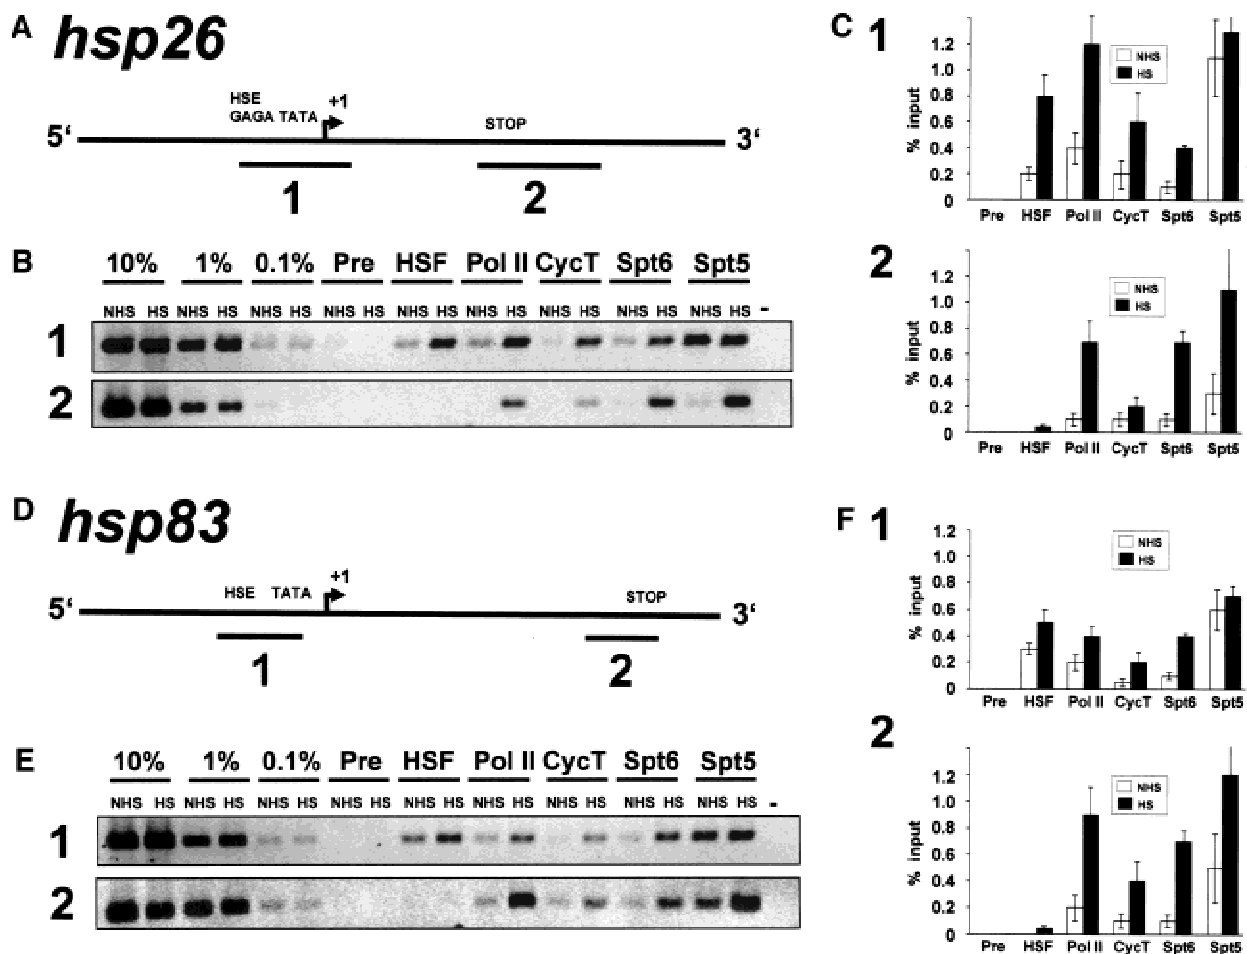 A hsp26
HSE
GAGA TATA +1
5‘ STOP 3‘
1 2
B 10% 1% 0.1% Pre HSF Pol II CycT Spt6 Spt5
NHS HS NHS HS NHS HS NHS HS NHS HS NHS HS NHS HS NHS HS NHS HS -
1
2
C 1
1.2
1.0
0.8
0.6
0.4
0.2
0
% input
NHS
HS
Pre HSF Pol II CycT Spt6 Spt5
2
1.2
1.0
0.8
0.6
0.4
0.2
0
% input
NHS
HS
Pre HSF Pol II CycT Spt6 Spt5
D hsp83
HSE TATA +1
5‘ STOP 3‘
1 2
E 10% 1% 0.1% Pre HSF Pol II CycT Spt6 Spt5
NHS HS NHS HS NHS HS NHS HS NHS HS NHS HS NHS HS NHS HS NHS HS -
1
2
F 1
1.2
1.0
0.8
0.6
0.4
0.2
0
% input
NHS
HS
Pre HSF Pol II CycT Spt6 Spt5
2
1.2
1.0
0.8
0.6
0.4
0.2
0
% input
NHS
HS
Pre HSF Pol II CycT Spt6 Spt5